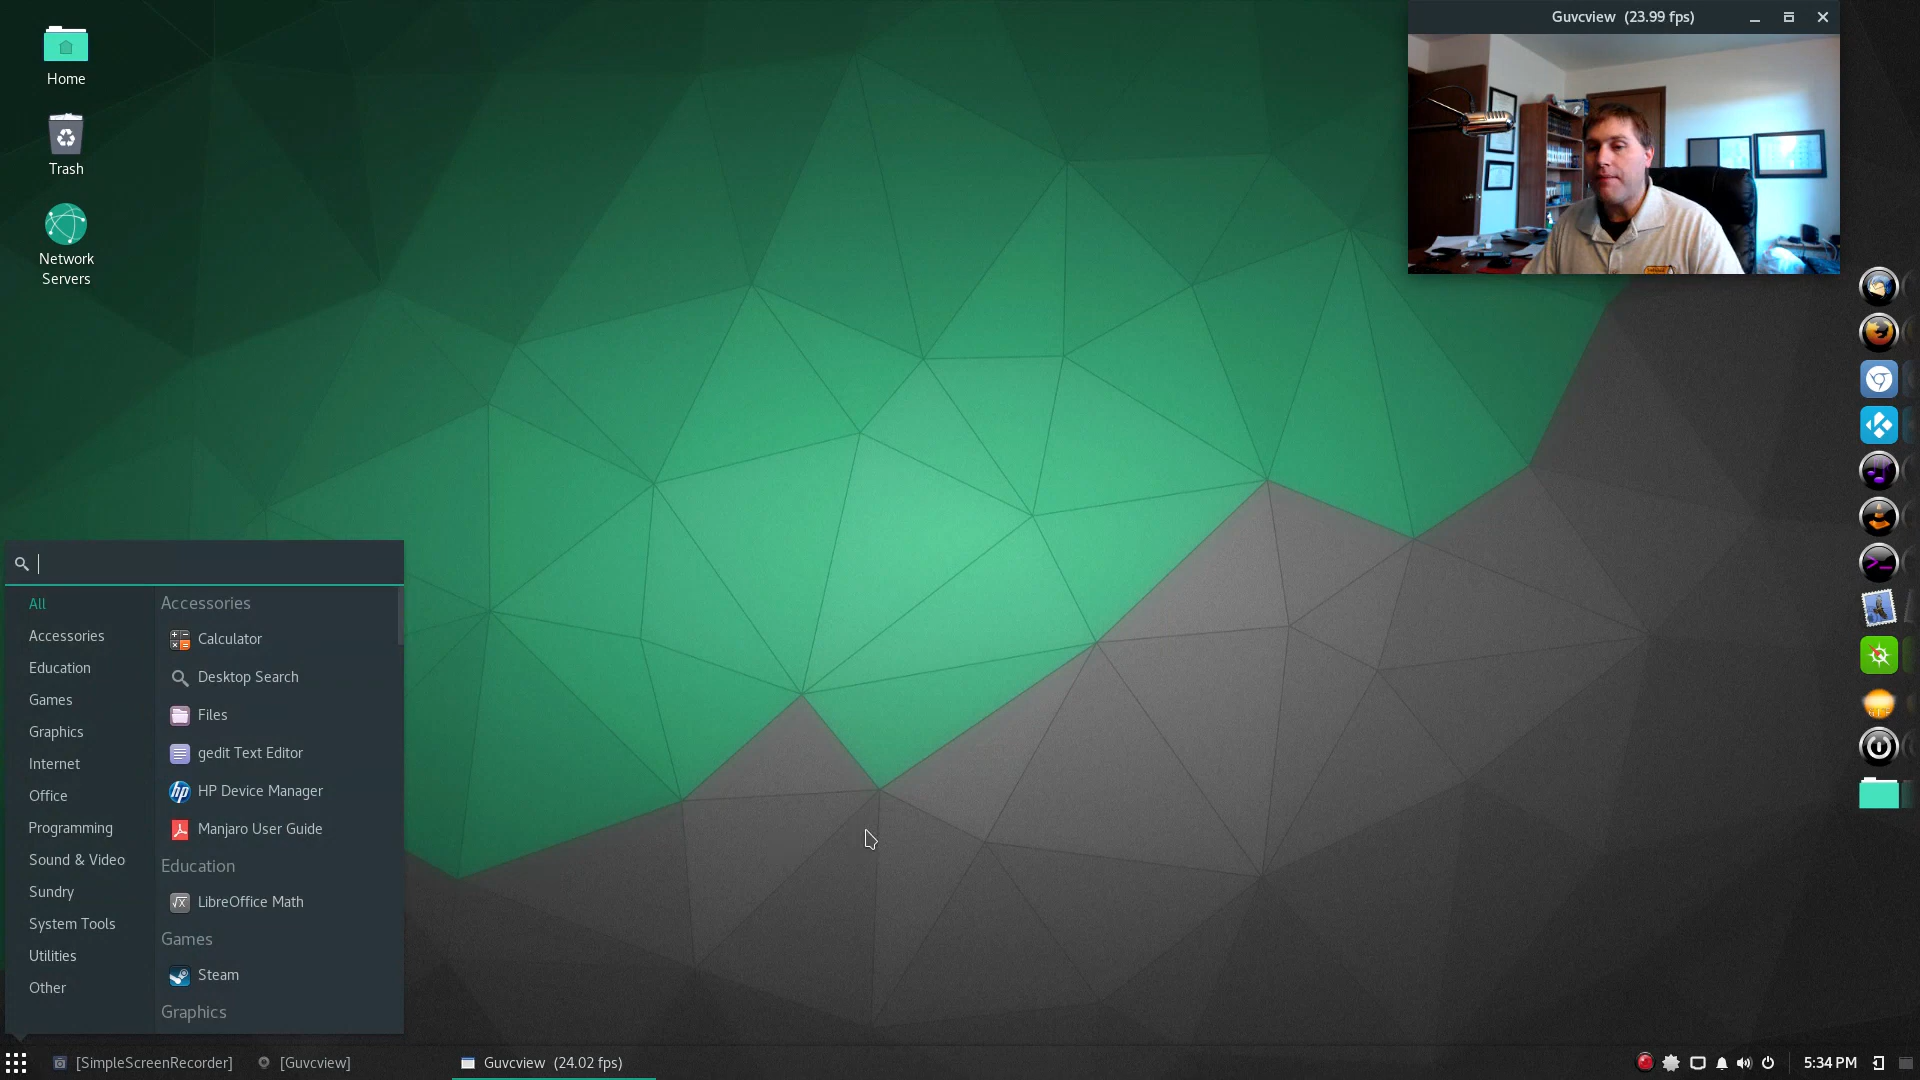 Home
Trash
Network
Servers
Guvcview (23.99 fps)
All
Accessories
Education
Games
Graphics
Internet
Office
Programming
Sound & Video
Sundry
System Tools
Utilities
Other
Accessories
Calculator
Desktop Search
Files
gedit Text Editor
HP Device Manager
Manjaro User Guide
Education
LibreOffice Math
Games
Steam
Graphics
[SimpleScreenRecorder]
[Guvcview]
Guvcview (24.02 fps)
5:34 PM